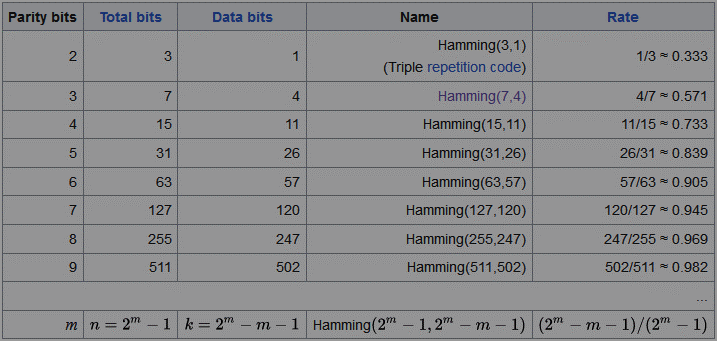 Parity bits Total bits Data bits Name Rate
2 3 1 Hamming(3,1)
(Triple repetition code) 1/3 ≈ 0.333
3 7 4 Hamming(7,4) 4/7 ≈ 0.571
4 15 11 Hamming(15,11) 11/15 ≈ 0.733
5 31 26 Hamming(31,26) 26/31 ≈ 0.839
6 63 57 Hamming(63,57) 57/63 ≈ 0.905
7 127 120 Hamming(127,120) 120/127 ≈ 0.945
8 255 247 Hamming(255,247) 247/255 ≈ 0.969
9 511 502 Hamming(511,502) 502/511 ≈ 0.982
...
m n = 2^m − 1 k = 2^m − m − 1 Hamming(2^m − 1, 2^m − m − 1) (2^m − m − 1)/(2^m − 1)